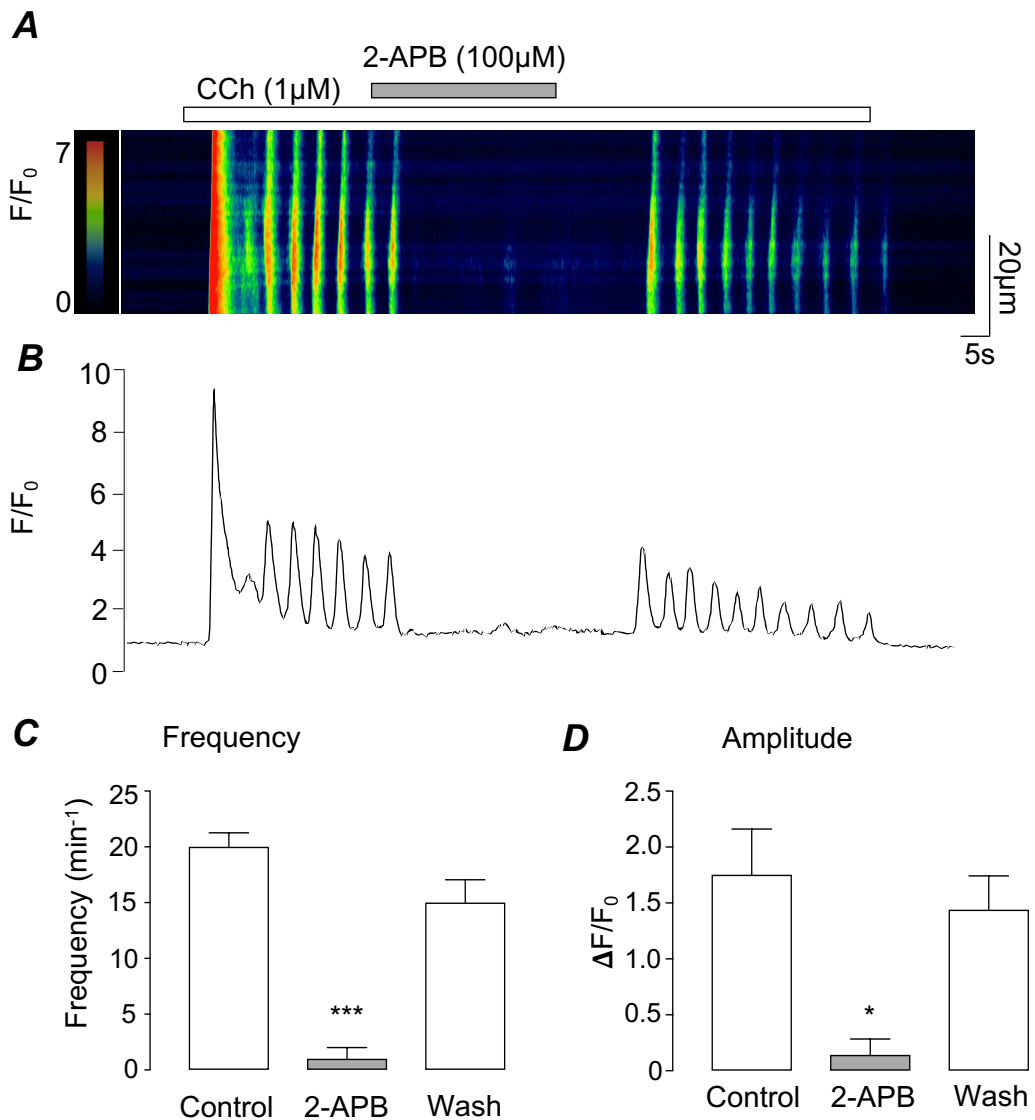 A
2-APB (100µM)
CCh (1µM)
7
F/F0
0
20µm
5s
B
10
8
6
4
2
0
F/F0
C
Frequency
25
20
15
10
5
0
Frequency (min-1)
***
Control
2-APB
Wash
D
Amplitude
2.5
2.0
1.5
1.0
0.5
0
ΔF/F0
*
Control
2-APB
Wash